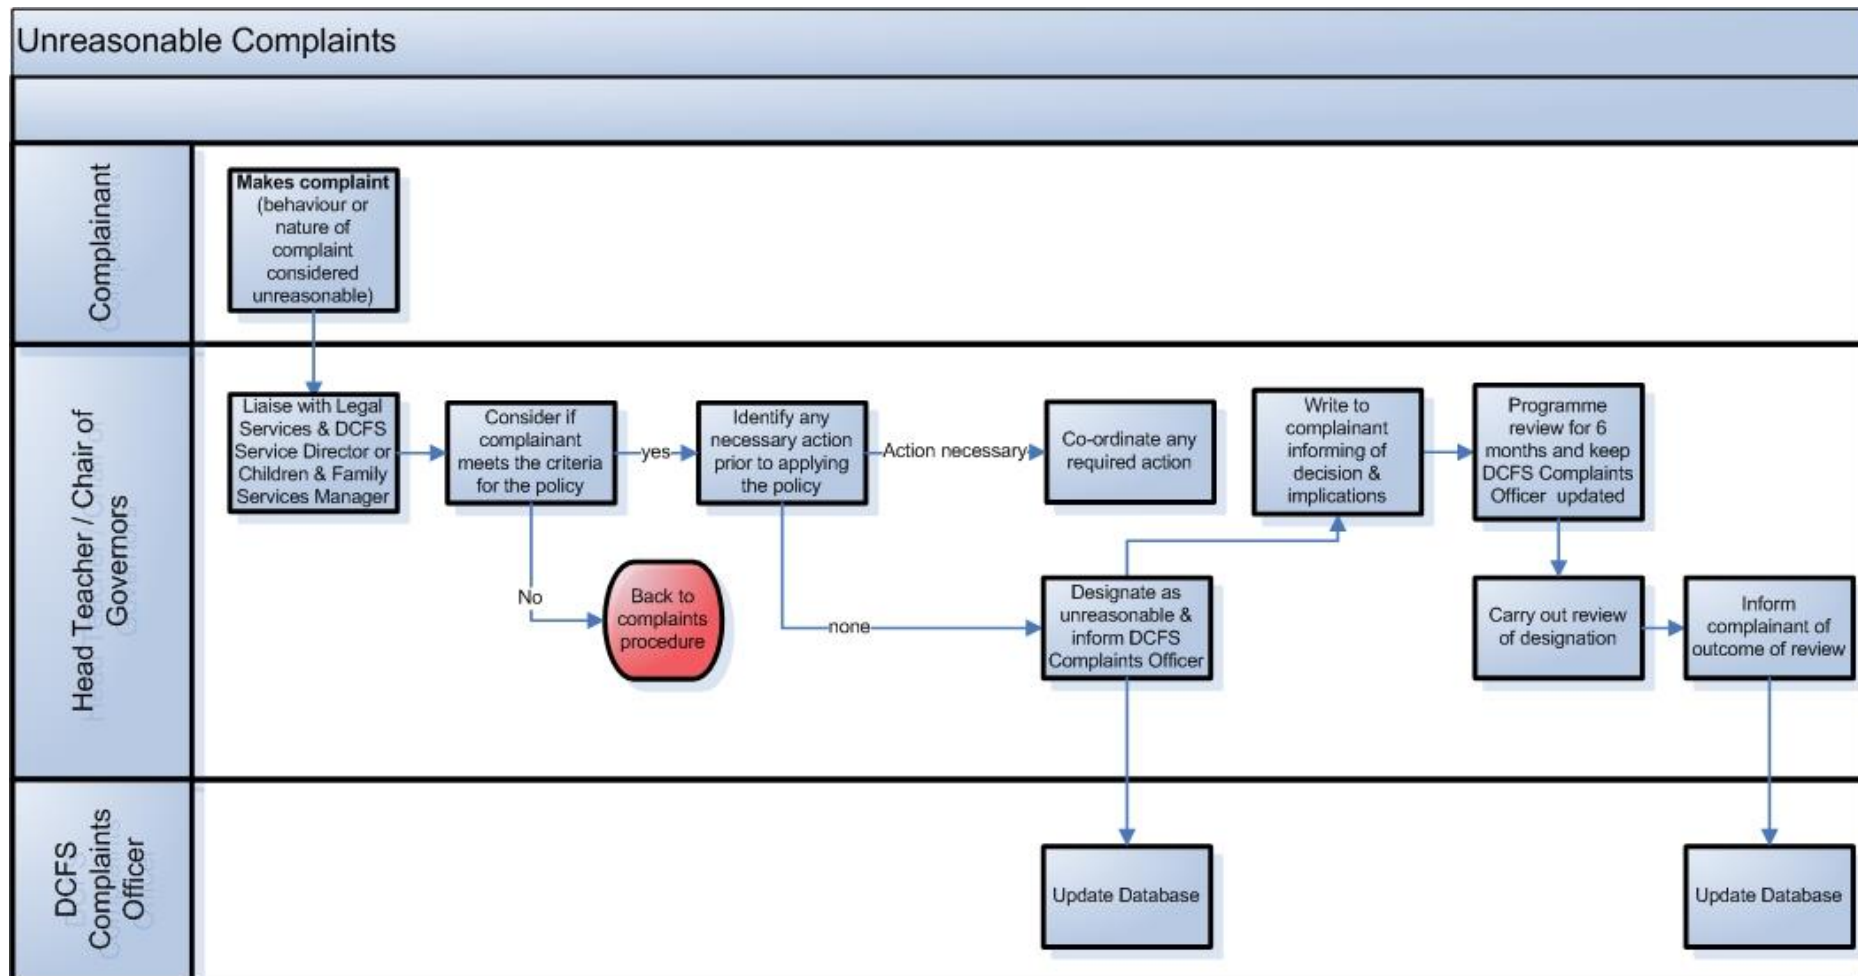 Unreasonable Complaints
Complainant
Makes complaint
(behaviour or
nature of
complaint
considered
unreasonable)
Head Teacher / Chair of
Governors
Liaise with Legal
Services & DCFS
Service Director or
Children & Family
Services Manager
Consider if
complainant
meets the criteria
for the policy
yes
Identify any
necessary action
prior to applying
the policy
Action necessary
Co-ordinate any
required action
Write to
complainant
informing of
decision &
implications
Programme
review for 6
months and keep
DCFS Complaints
Officer updated
No
Back to
complaints
procedure
none
Designate as
unreasonable &
inform DCFS
Complaints Officer
Carry out review
of designation
Inform
complainant of
outcome of review
DCFS
Complaints
Officer
Update Database
Update Database